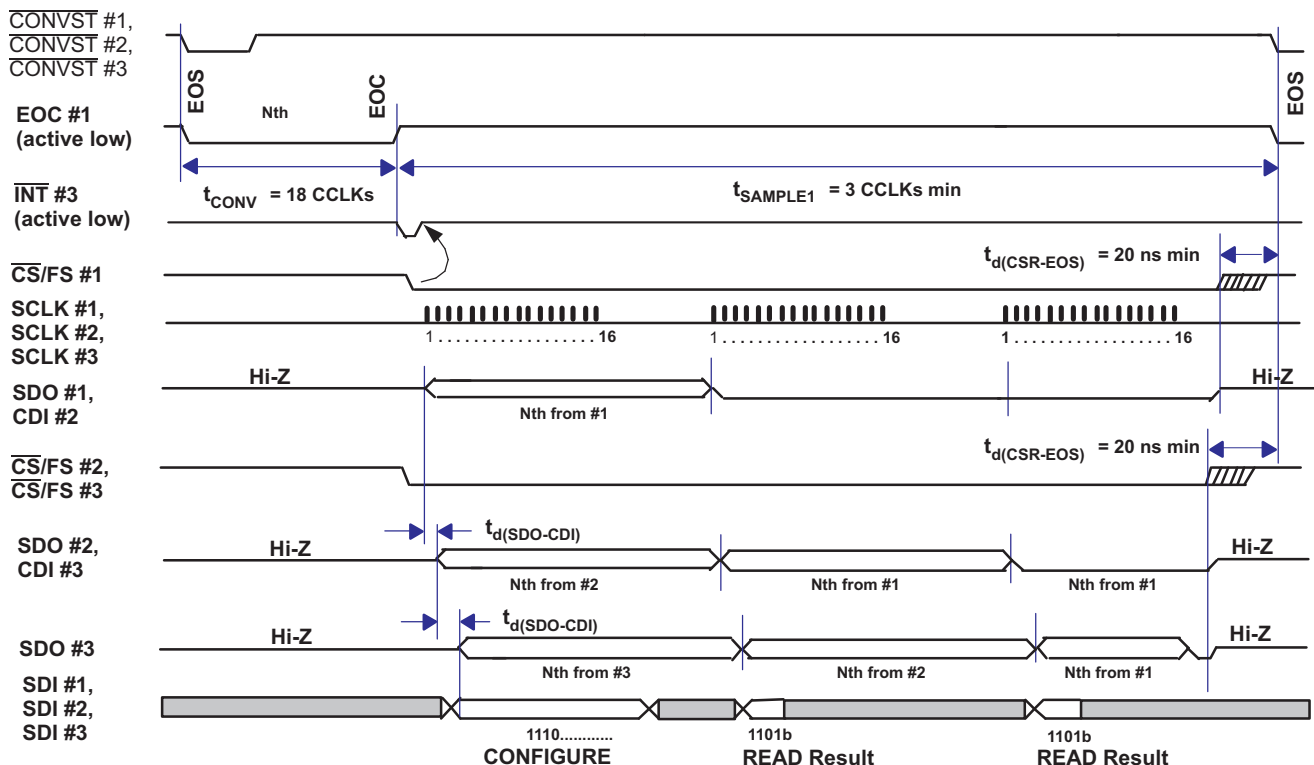 CONVST #1,
CONVST #2,
CONVST #3
EOS
EOC
EOS
EOC #1
(active low)
Nth
tCONV = 18 CCLKs
tSAMPLE1 = 3 CCLKs min
INT #3
(active low)
td(CSR-EOS) = 20 ns min
CS/FS #1
SCLK #1,
SCLK #2,
SCLK #3
1 . . . . . . . . . . . . . . . . . . . . 16
1 . . . . . . . . . . . . . . . . . . . . 16
1 . . . . . . . . . . . . . . . . . . . . 16
SDO #1,
CDI #2
Hi-Z
Nth from #1
Hi-Z
td(CSR-EOS) = 20 ns min
CS/FS #2,
CS/FS #3
td(SDO-CDI)
SDO #2,
CDI #3
Hi-Z
Nth from #2
Nth from #1
Nth from #1
Hi-Z
td(SDO-CDI)
SDO #3
Hi-Z
Nth from #3
Nth from #2
Nth from #1
Hi-Z
SDI #1,
SDI #2,
SDI #3
1110............
CONFIGURE
1101b
READ Result
1101b
READ Result